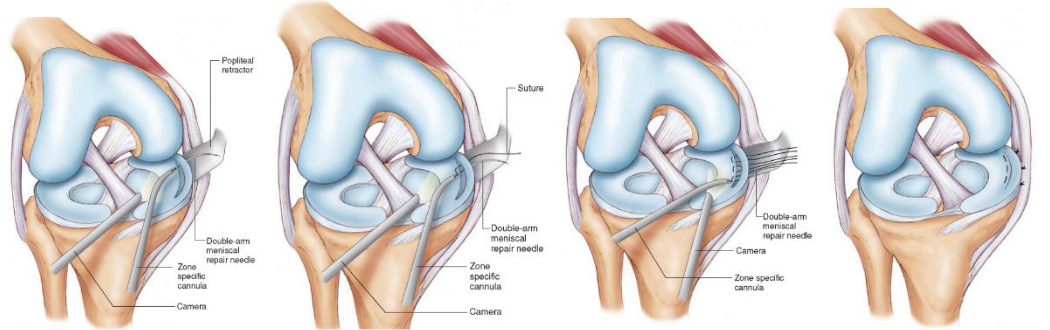 Popliteal
retractor
Double-arm
meniscal
repair needle
Zone
specific
cannula
Camera
Suture
Double-arm
meniscal
repair needle
Zone
specific
cannula
Camera
Double-arm
meniscal
repair needle
Camera
Zone specific
cannula